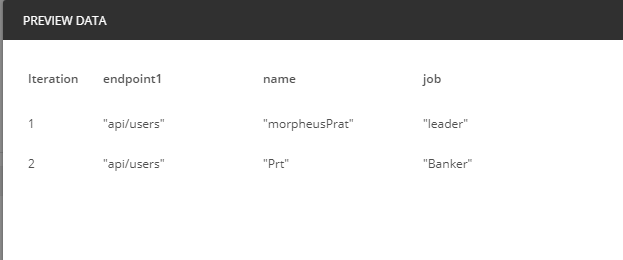 PREVIEW DATA
Iteration endpoint1 name job
1 "api/users" "morpheusPrat" "leader"
2 "api/users" "Prt" "Banker"